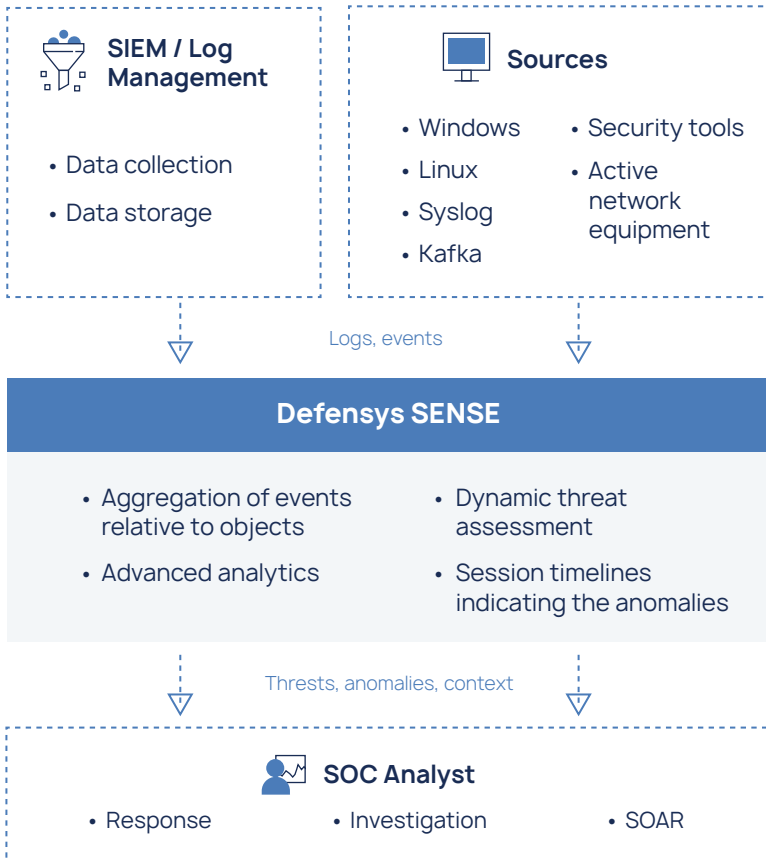 SIEM / Log
Management
• Data collection
• Data storage
Sources
• Windows
• Linux
• Syslog
• Kafka
• Security tools
• Active
network
equipment
Logs, events
Defensys SENSE
• Aggregation of events
relative to objects
• Advanced analytics
• Dynamic threat
assessment
• Session timelines
indicating the anomalies
Thrests, anomalies, context
SOC Analyst
• Response
• Investigation
• SOAR